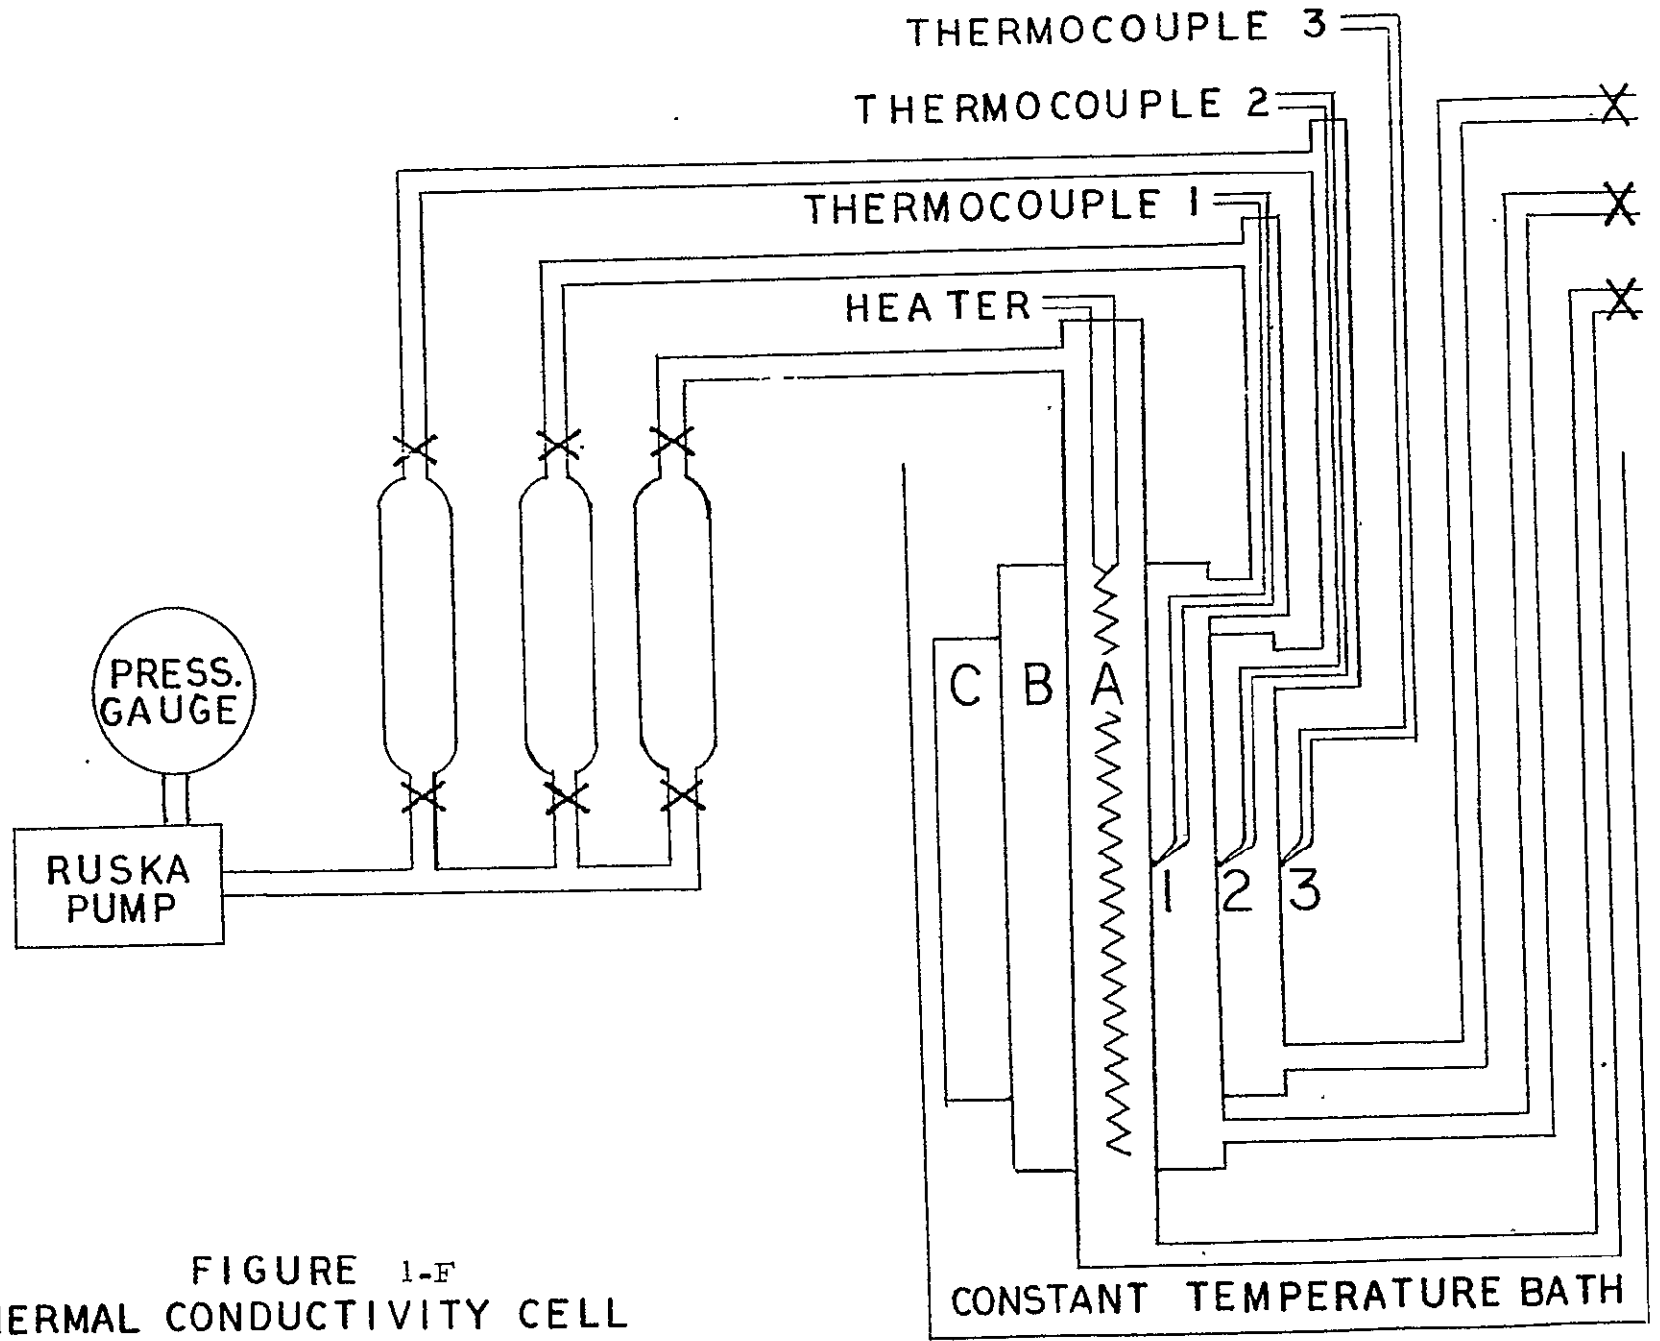 THERMOCOUPLE 3
THERMOCOUPLE 2
THERMOCOUPLE 1
HEATER
PRESS.
GAUGE
RUSKA
PUMP
C B A
1 2 3
CONSTANT TEMPERATURE BATH
FIGURE 1-F
HERMAL CONDUCTIVITY CELL